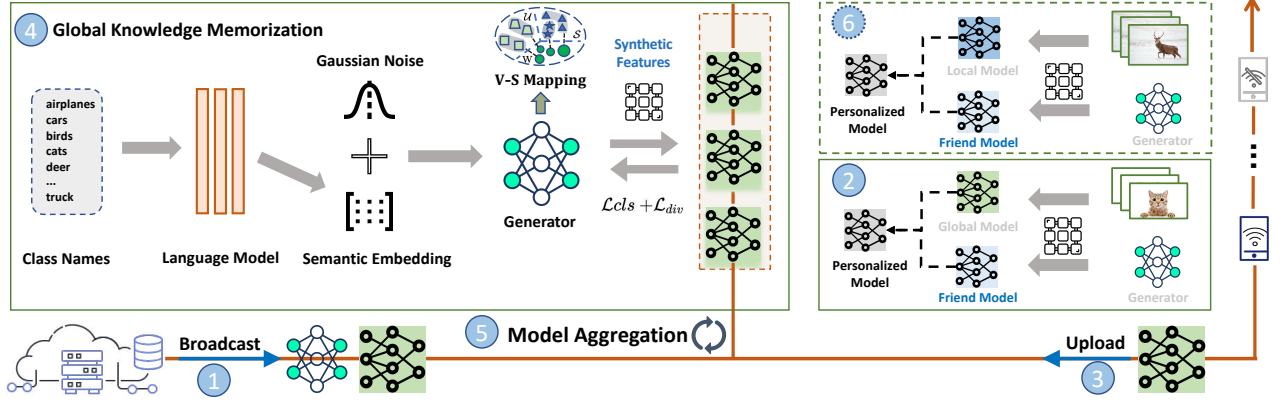 4 Global Knowledge Memorization
airplanes
cars
birds
cats
deer
...
truck
Class Names
Language Model
Gaussian Noise
Semantic Embedding
U
S
W
V-S Mapping
Generator
Synthetic
Features
Lcls +Ldiv
6
Local Model
Personalized
Model
Friend Model
Generator
2
Global Model
Personalized
Model
Friend Model
Generator
Broadcast
1
5 Model Aggregation
Upload
3